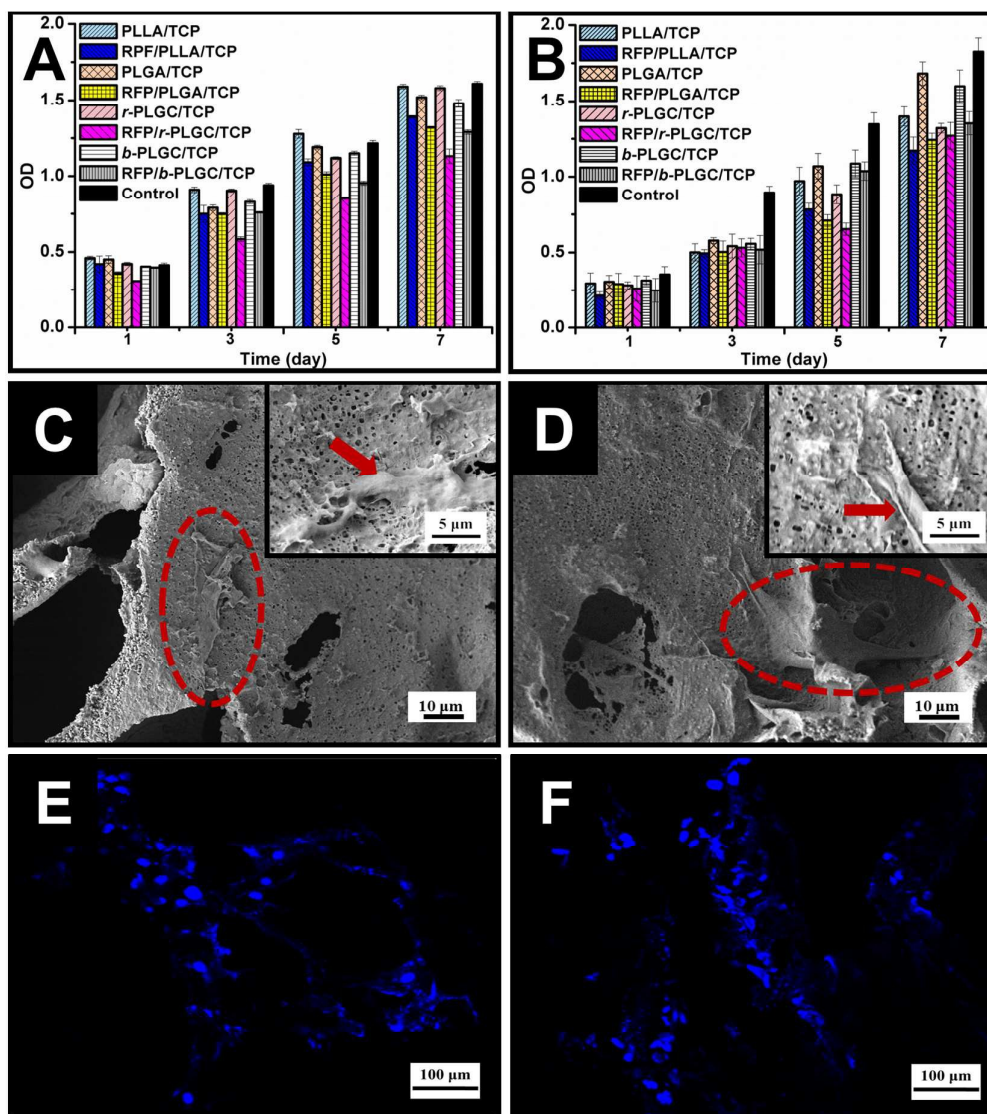 A
PLLA/TCP
RPF/PLLA/TCP
PLGA/TCP
RFP/PLGA/TCP
r-PLGC/TCP
RFP/r-PLGC/TCP
b-PLGC/TCP
RFP/b-PLGC/TCP
Control
OD
2.0
1.5
1.0
0.5
0.0
1 3 5 7
Time (day)
B
PLLA/TCP
RFP/PLLA/TCP
PLGA/TCP
RFP/PLGA/TCP
r-PLGC/TCP
RFP/r-PLGC/TCP
b-PLGC/TCP
RFP/b-PLGC/TCP
Control
OD
2.0
1.5
1.0
0.5
0.0
1 3 5 7
Time (day)
C
5 μm
10 μm
D
5 μm
10 μm
E
100 μm
F
100 μm